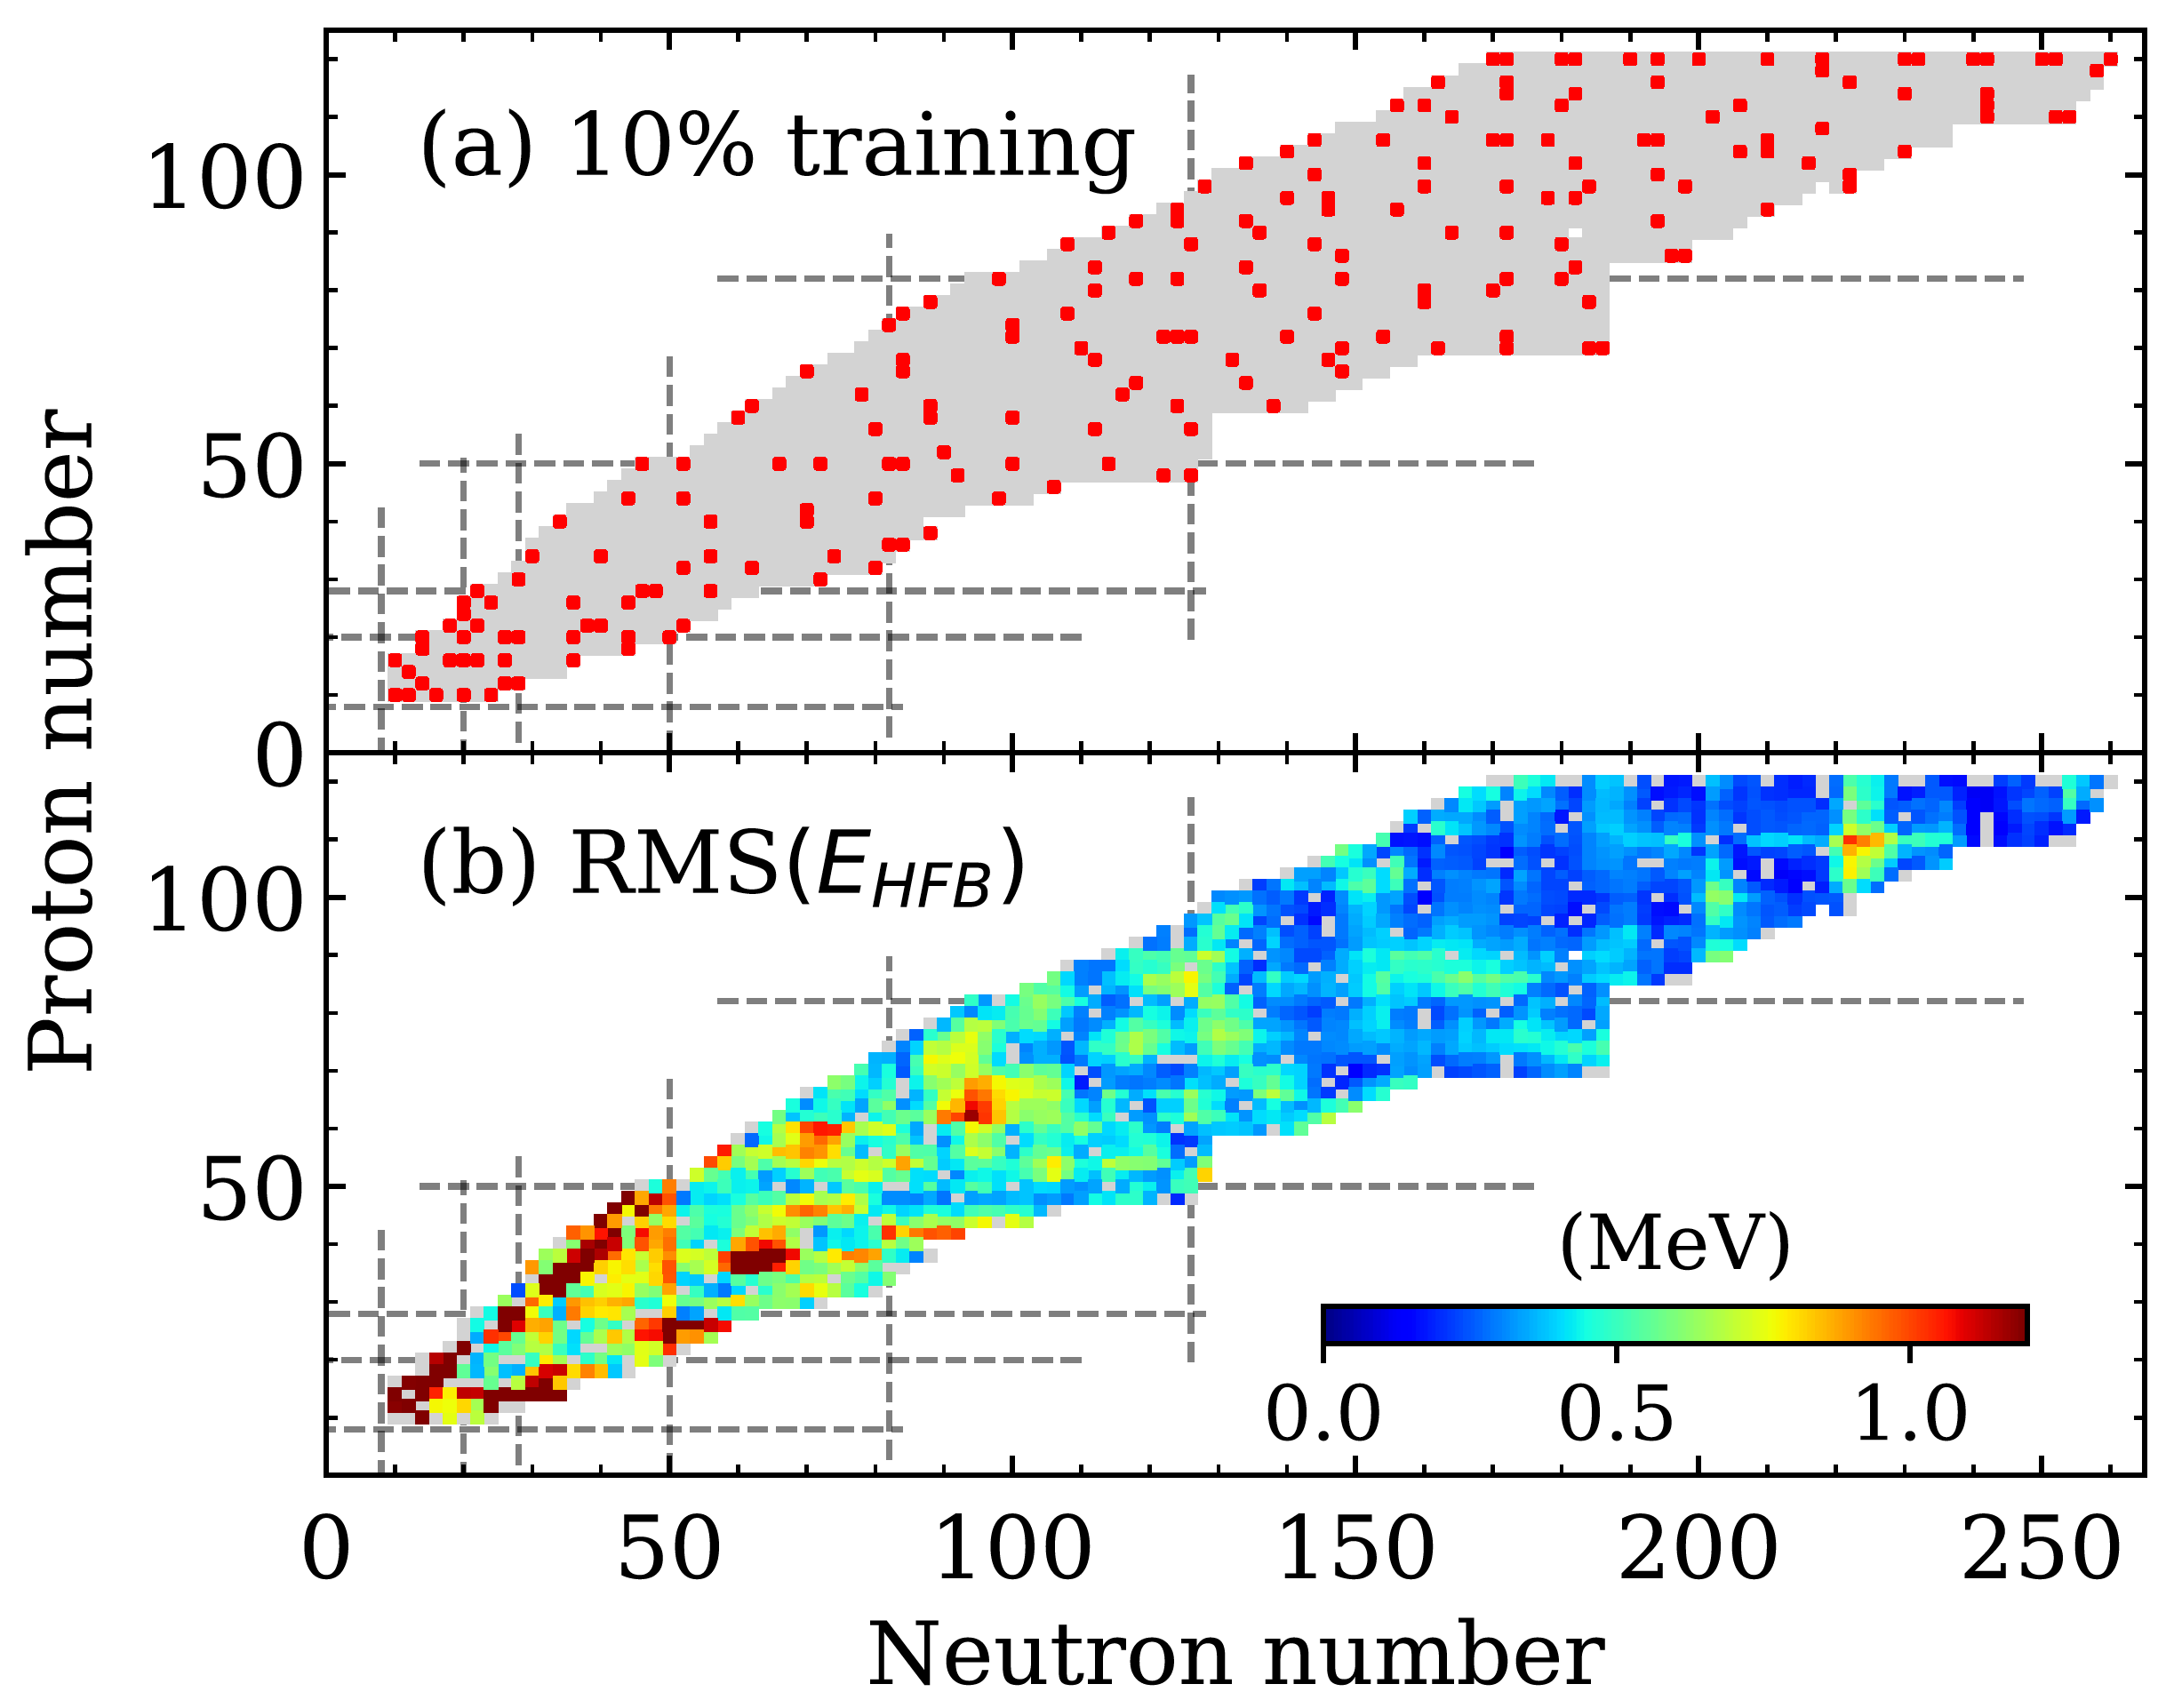 (a) 10% training
100
50
0
Proton number
(b) RMS(E_HFB)
100
50
(MeV)
0.0 0.5 1.0
0 50 100 150 200 250
Neutron number